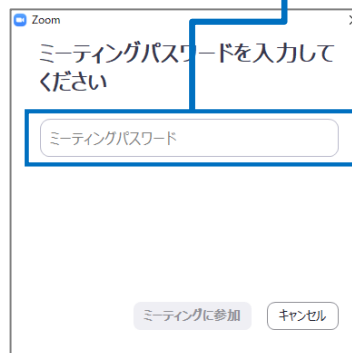 Zoom
ミーティングパスワードを入力して
ください
ミーティングパスワード
ミーティングに参加
キャンセル